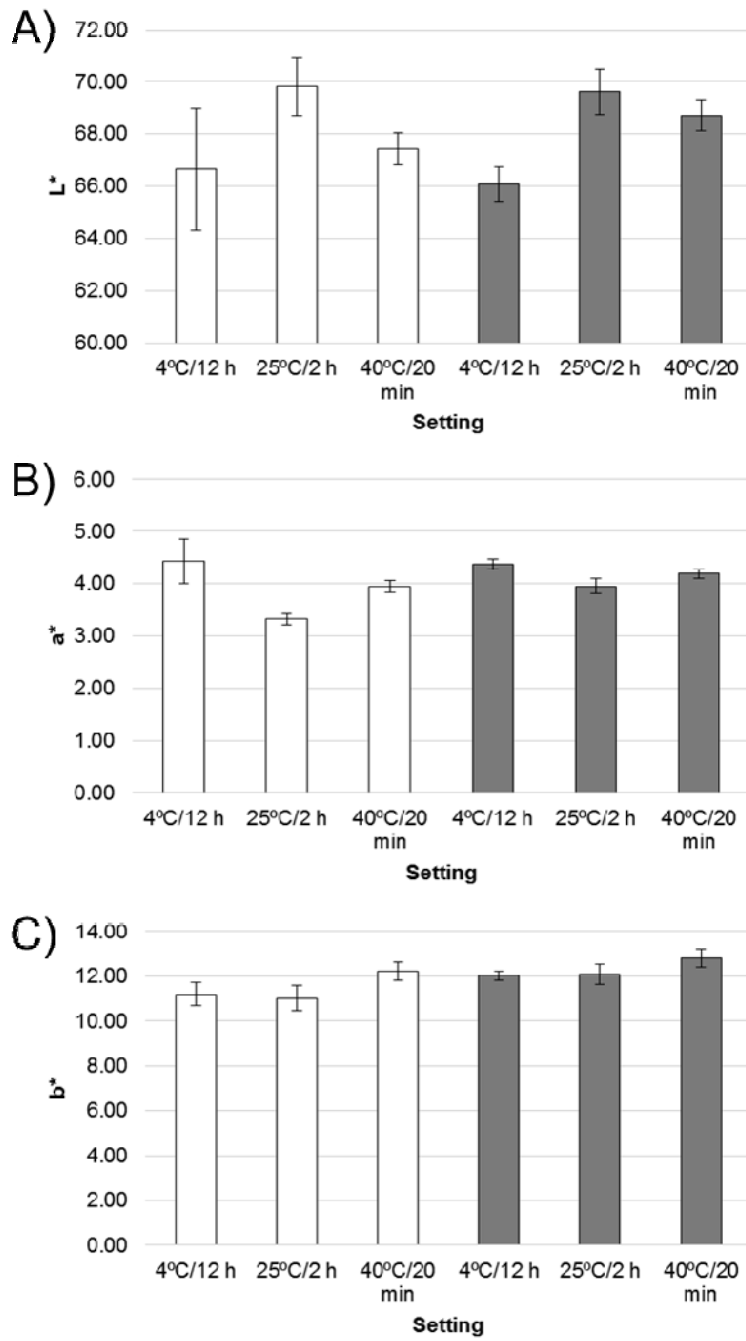 A)
72.00
70.00
68.00
66.00
64.00
62.00
60.00
L*
4ºC/12 h 25ºC/2 h 40ºC/20 min 4ºC/12 h 25ºC/2 h 40ºC/20 min
Setting
B)
6.00
5.00
4.00
3.00
2.00
1.00
0.00
a*
4ºC/12 h 25ºC/2 h 40ºC/20 min 4ºC/12 h 25ºC/2 h 40ºC/20 min
Setting
C)
14.00
12.00
10.00
8.00
6.00
4.00
2.00
0.00
b*
4ºC/12 h 25ºC/2 h 40ºC/20 min 4ºC/12 h 25ºC/2 h 40ºC/20 min
Setting